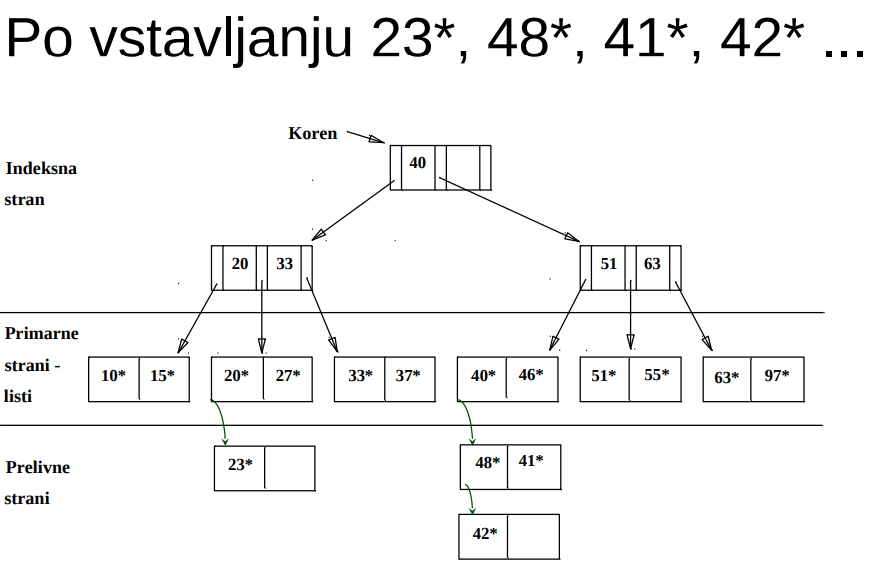 Po vstavljanju 23*, 48*, 41*, 42* ...
Koren
Indeksna
stran
40
20 33
51 63
Primarne
strani -
listi
10* 15*
20* 27*
33* 37*
40* 46*
51* 55*
63* 97*
Prelivne
strani
23*
48* 41*
42*